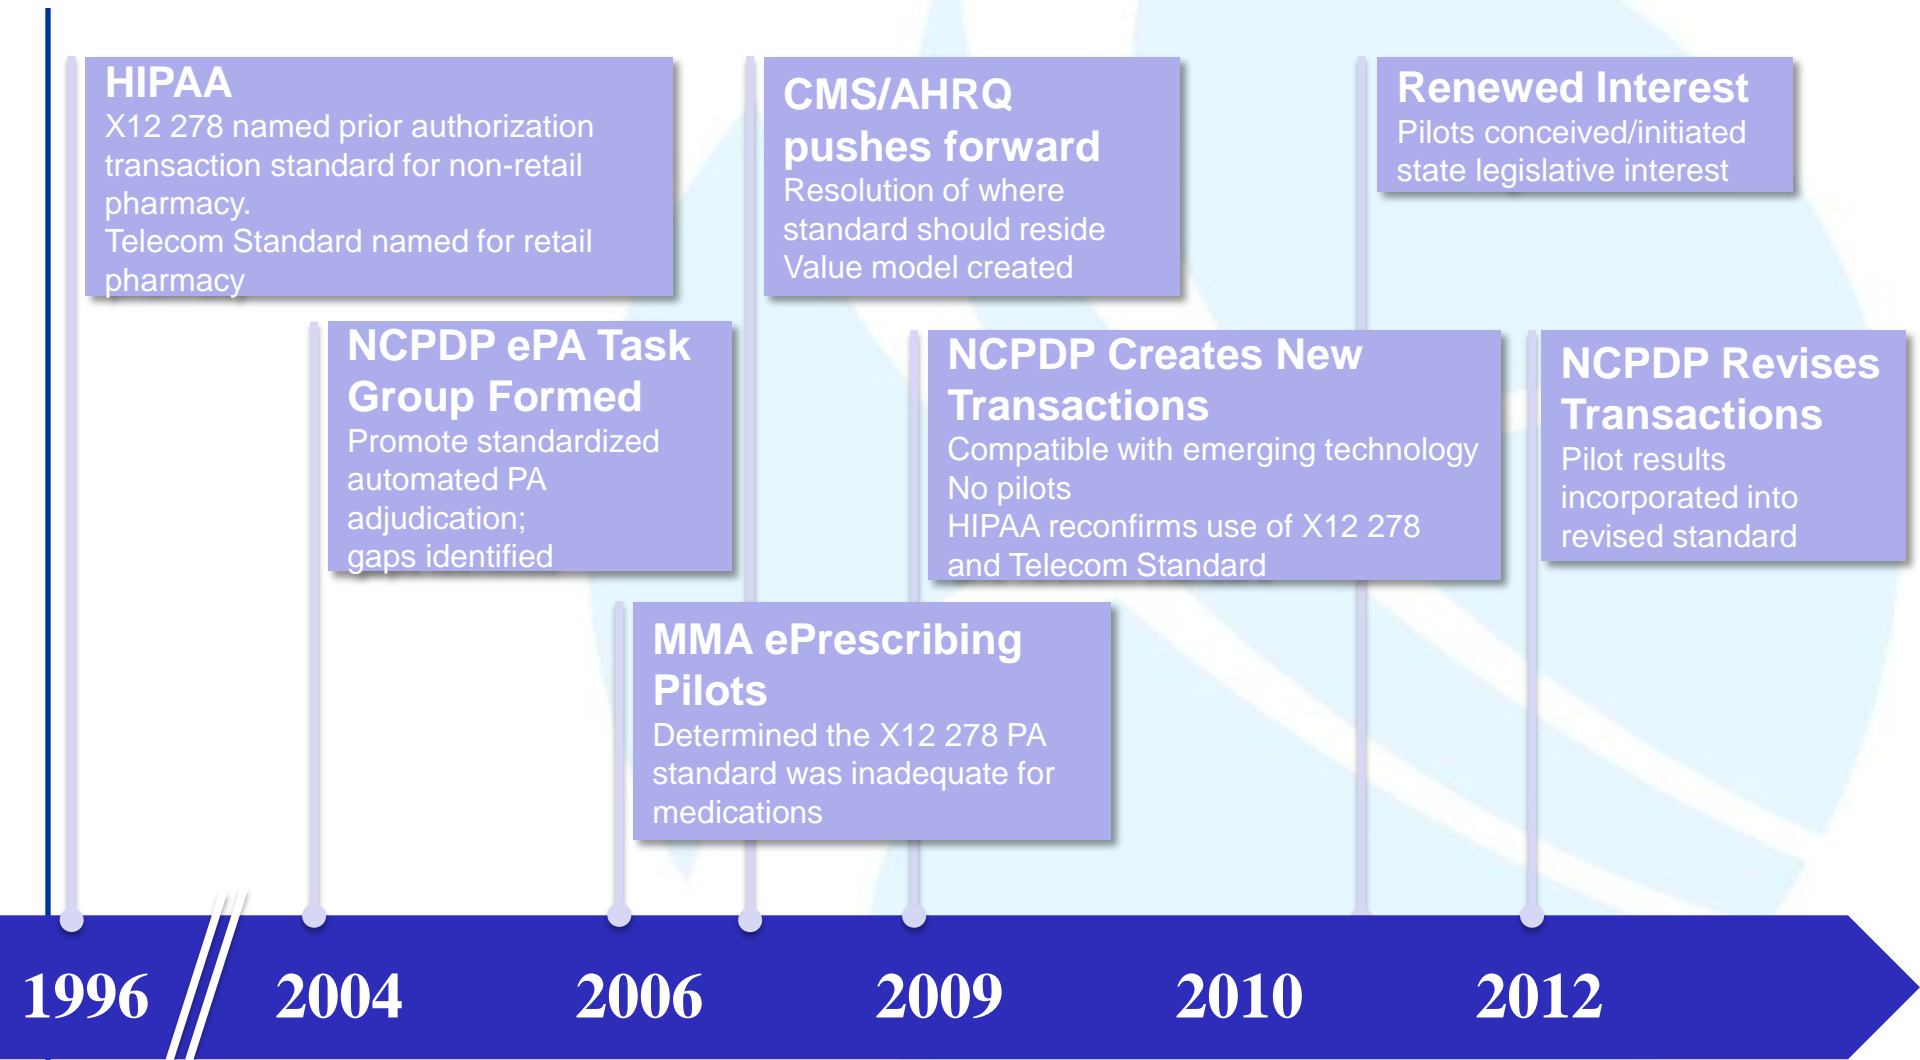 HIPAA
X12 278 named prior authorization
transaction standard for non-retail
pharmacy.
Telecom Standard named for retail
pharmacy
CMS/AHRQ
pushes forward
Resolution of where
standard should reside
Value model created
Renewed Interest
Pilots conceived/initiated
state legislative interest
NCPDP ePA Task
Group Formed
Promote standardized
automated PA
adjudication;
gaps identified
NCPDP Creates New
Transactions
Compatible with emerging technology
No pilots
HIPAA reconfirms use of X12 278
and Telecom Standard
NCPDP Revises
Transactions
Pilot results
incorporated into
revised standard
MMA ePrescribing
Pilots
Determined the X12 278 PA
standard was inadequate for
medications
1996 2004 2006 2009 2010 2012